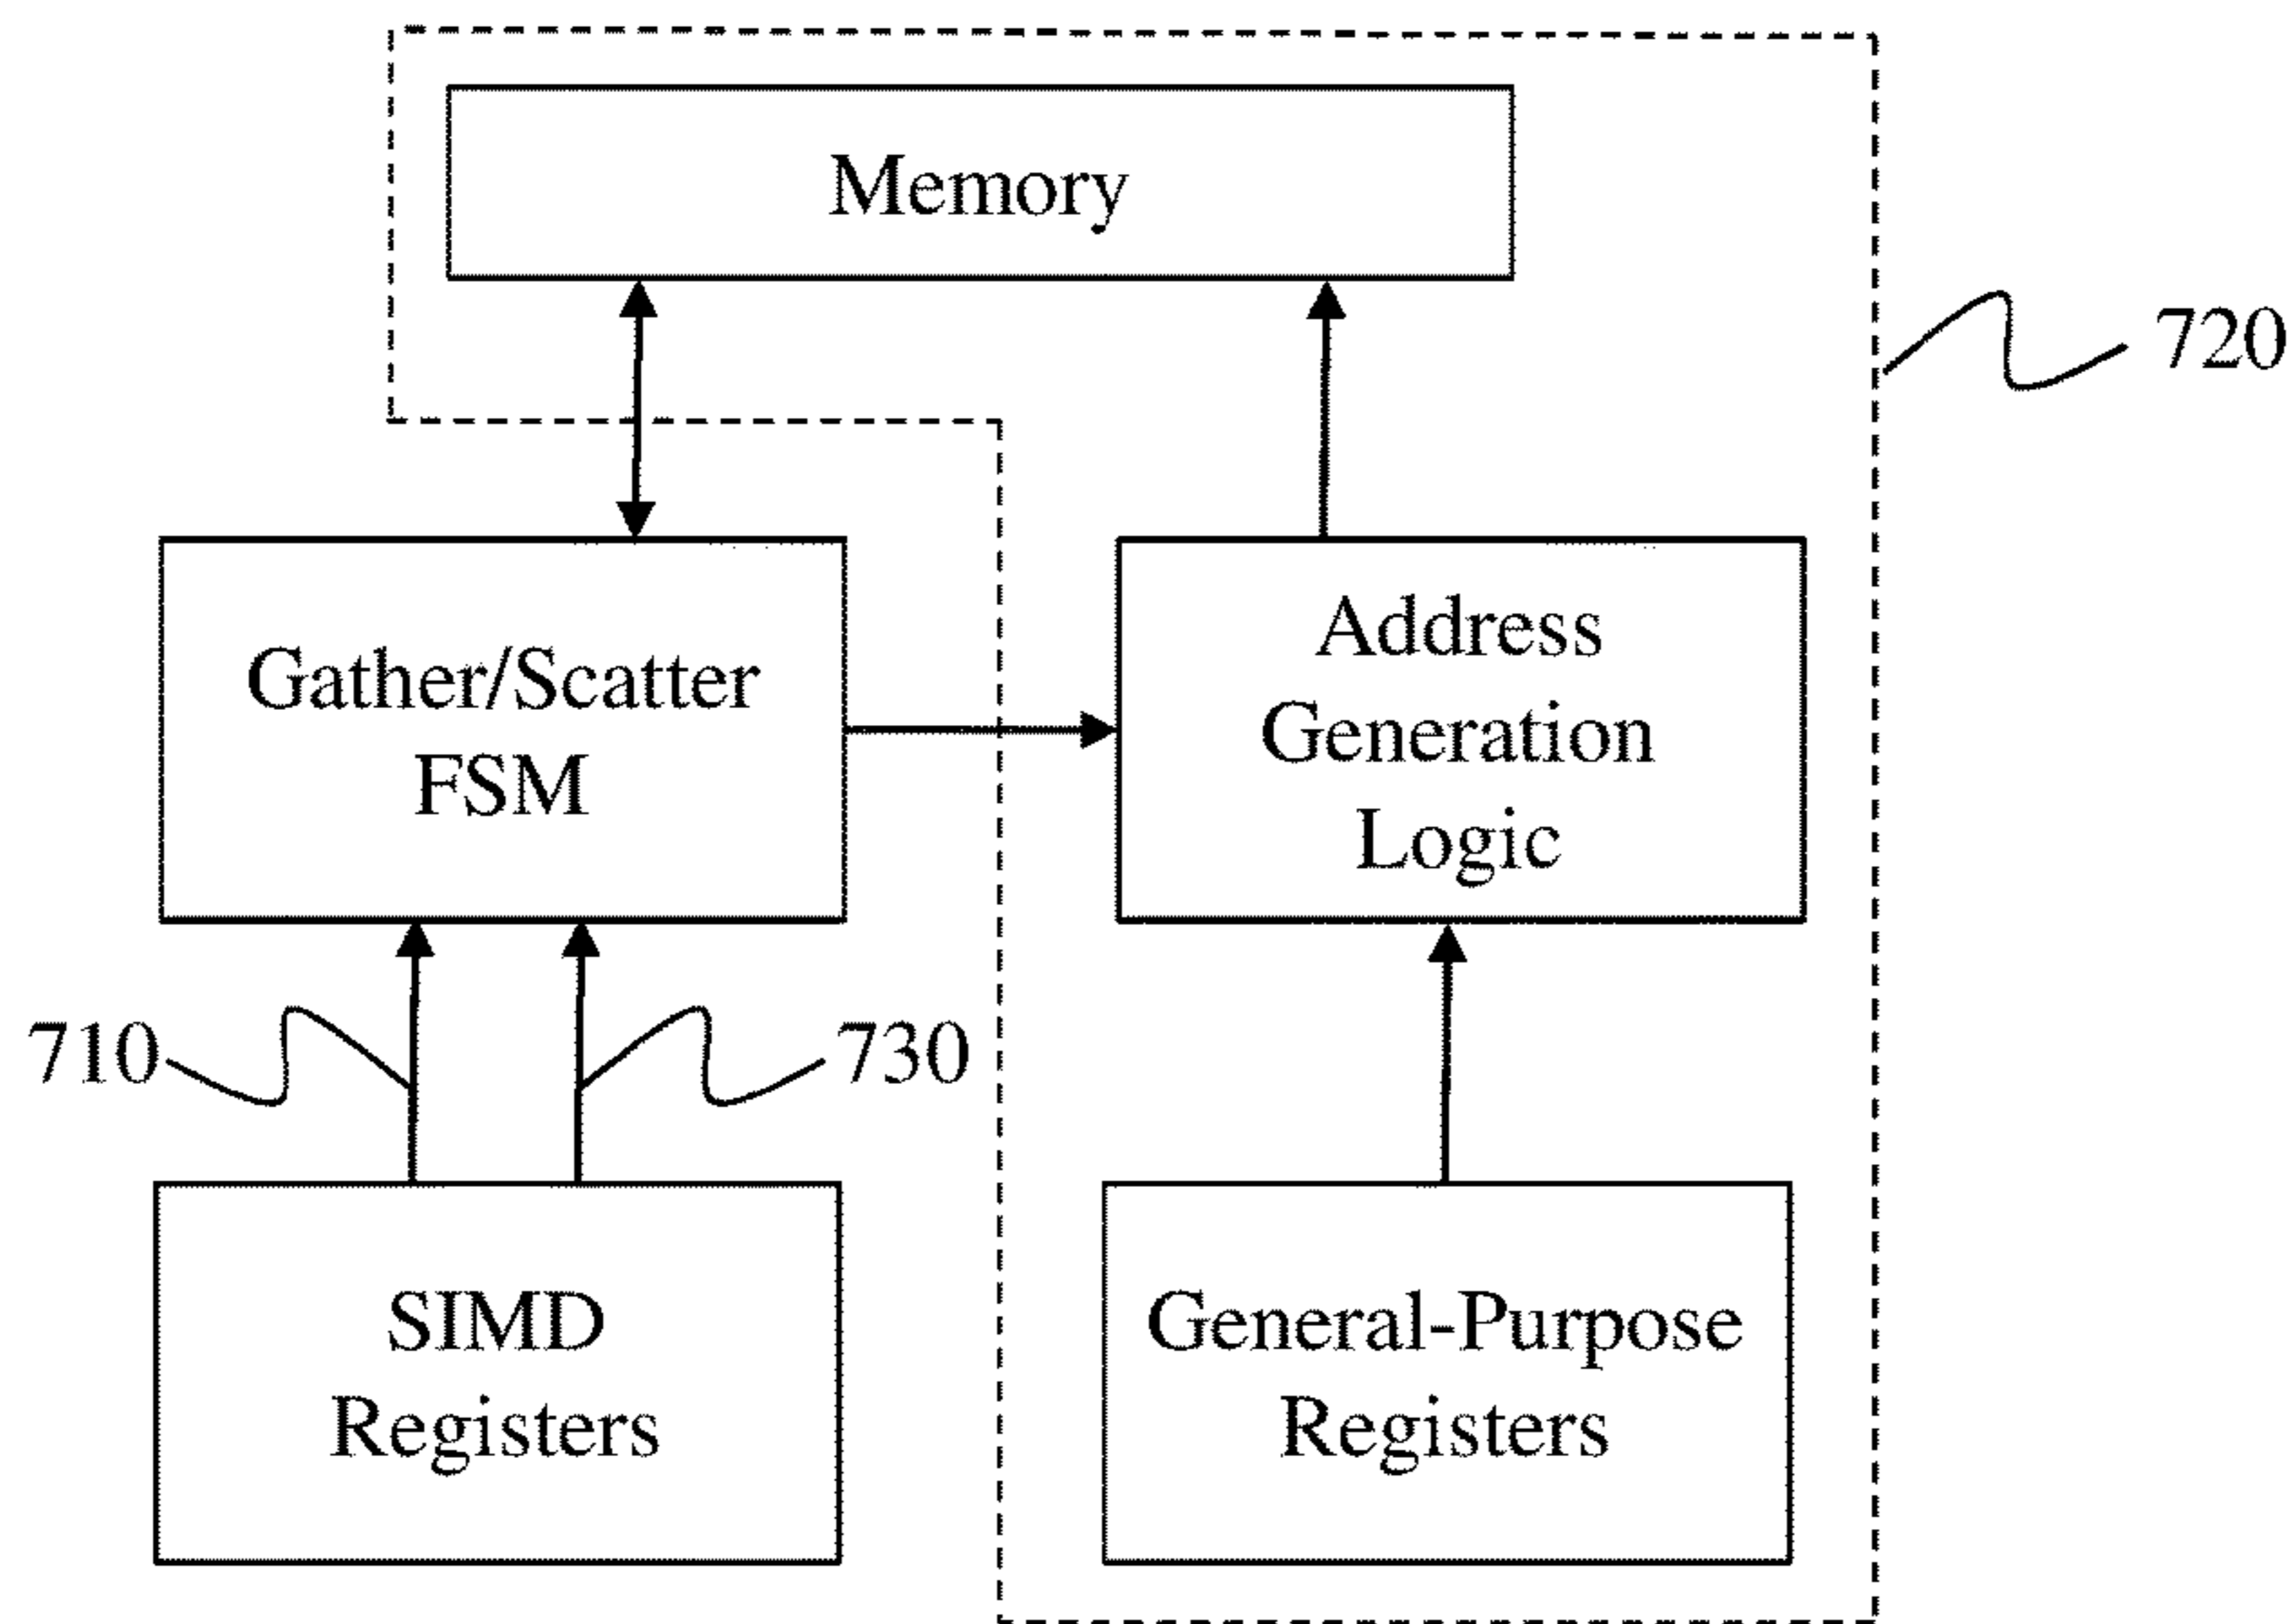 Memory
720
Gather/Scatter
FSM
Address
Generation
Logic
710
730
SIMD
Registers
General-Purpose
Registers